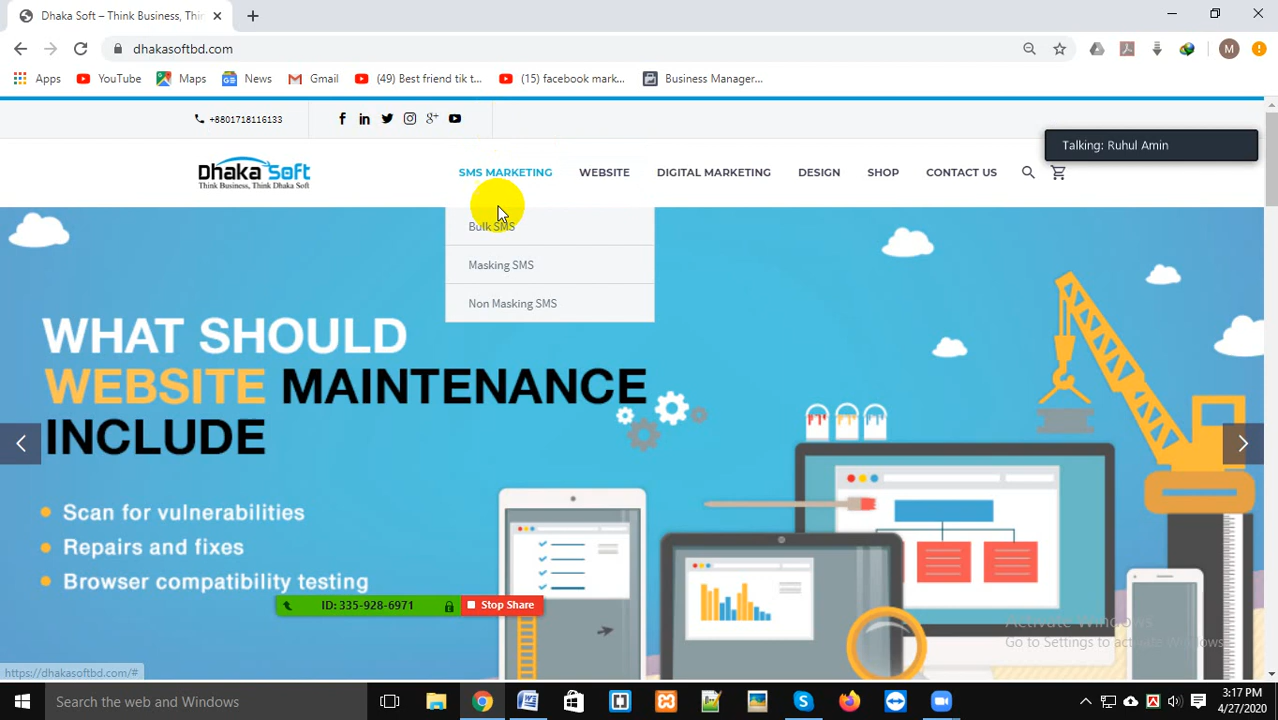 Dhaka Soft – Think Business, Thin
dhakasoftbd.com
Apps YouTube Maps News Gmail (49) Best friend tik t... (15) facebook mark... Business Manager...
M
+8801718116133
Talking: Ruhul Amin
DHAKA SOFT
Think Business, Think Dhaka Soft
SMS MARKETING WEBSITE DIGITAL MARKETING DESIGN SHOP CONTACT US
Bulk SMS
Masking SMS
Non Masking SMS
WHAT SHOULD
WEBSITE MAINTENANCE
INCLUDE
Scan for vulnerabilities
Repairs and fixes
Browser compatibility testing
ID: 335-928-6971 Stop Share
Activate Windows
Go to Settings to activate Windows.
https://dhakasoftbd.com/#
Search the web and Windows
3:17 PM
4/27/2020